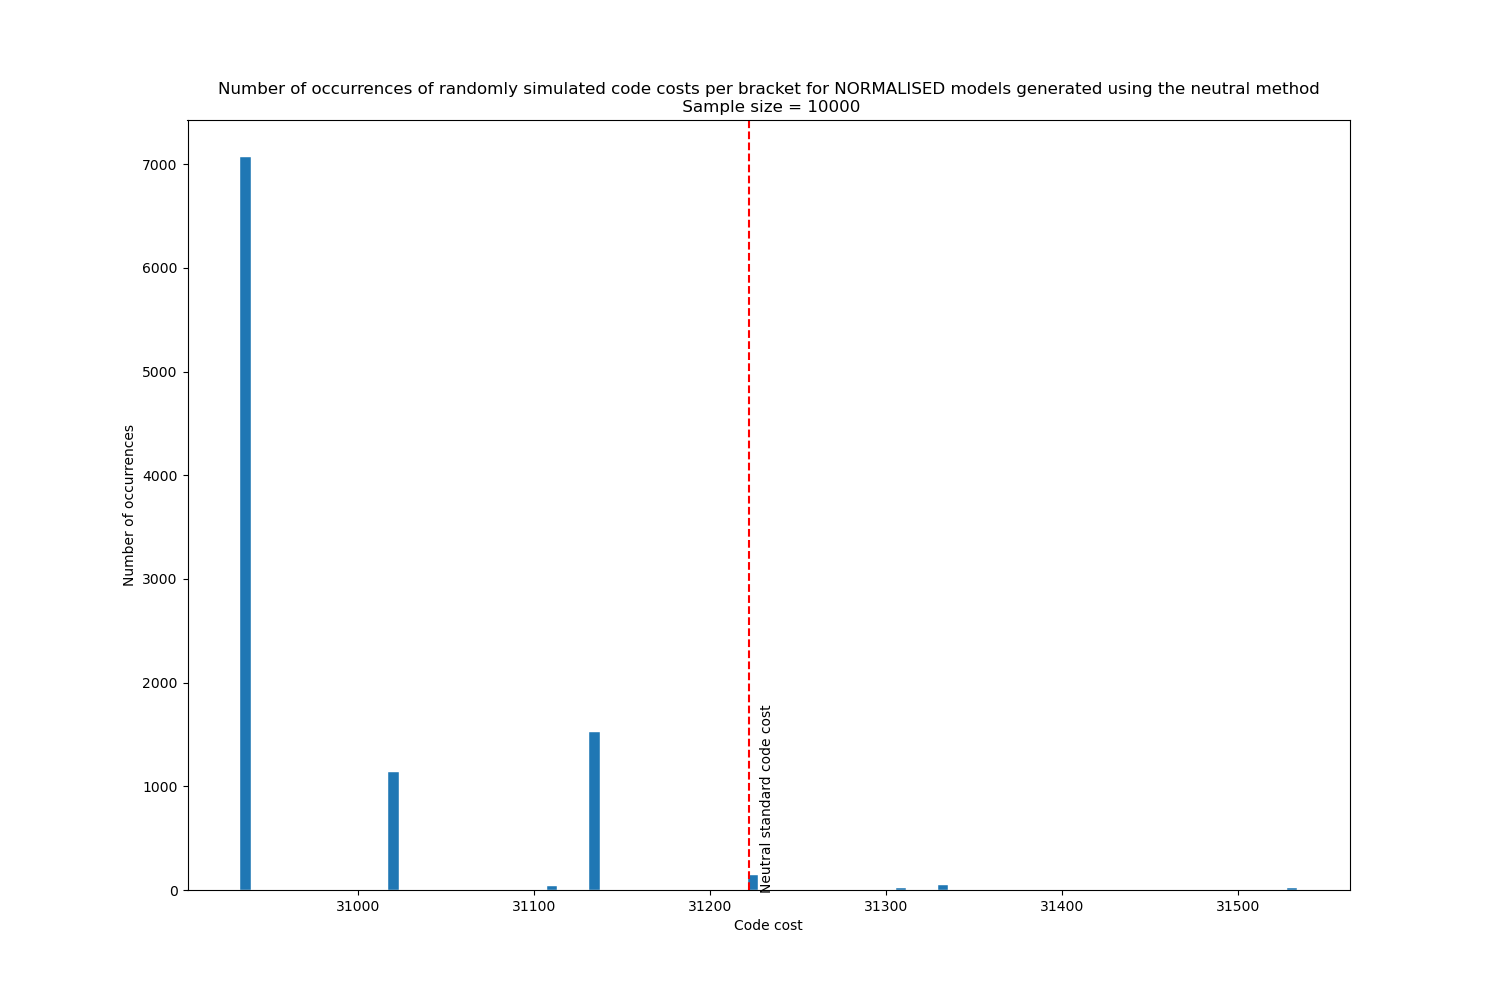 Number of occurrences of randomly simulated code costs per bracket for NORMALISED models generated using the neutral method
Sample size = 10000
7000
6000
5000
4000
3000
2000
1000
0
Number of occurrences
Neutral standard code cost
31000
31100
31200
31300
31400
31500
Code cost